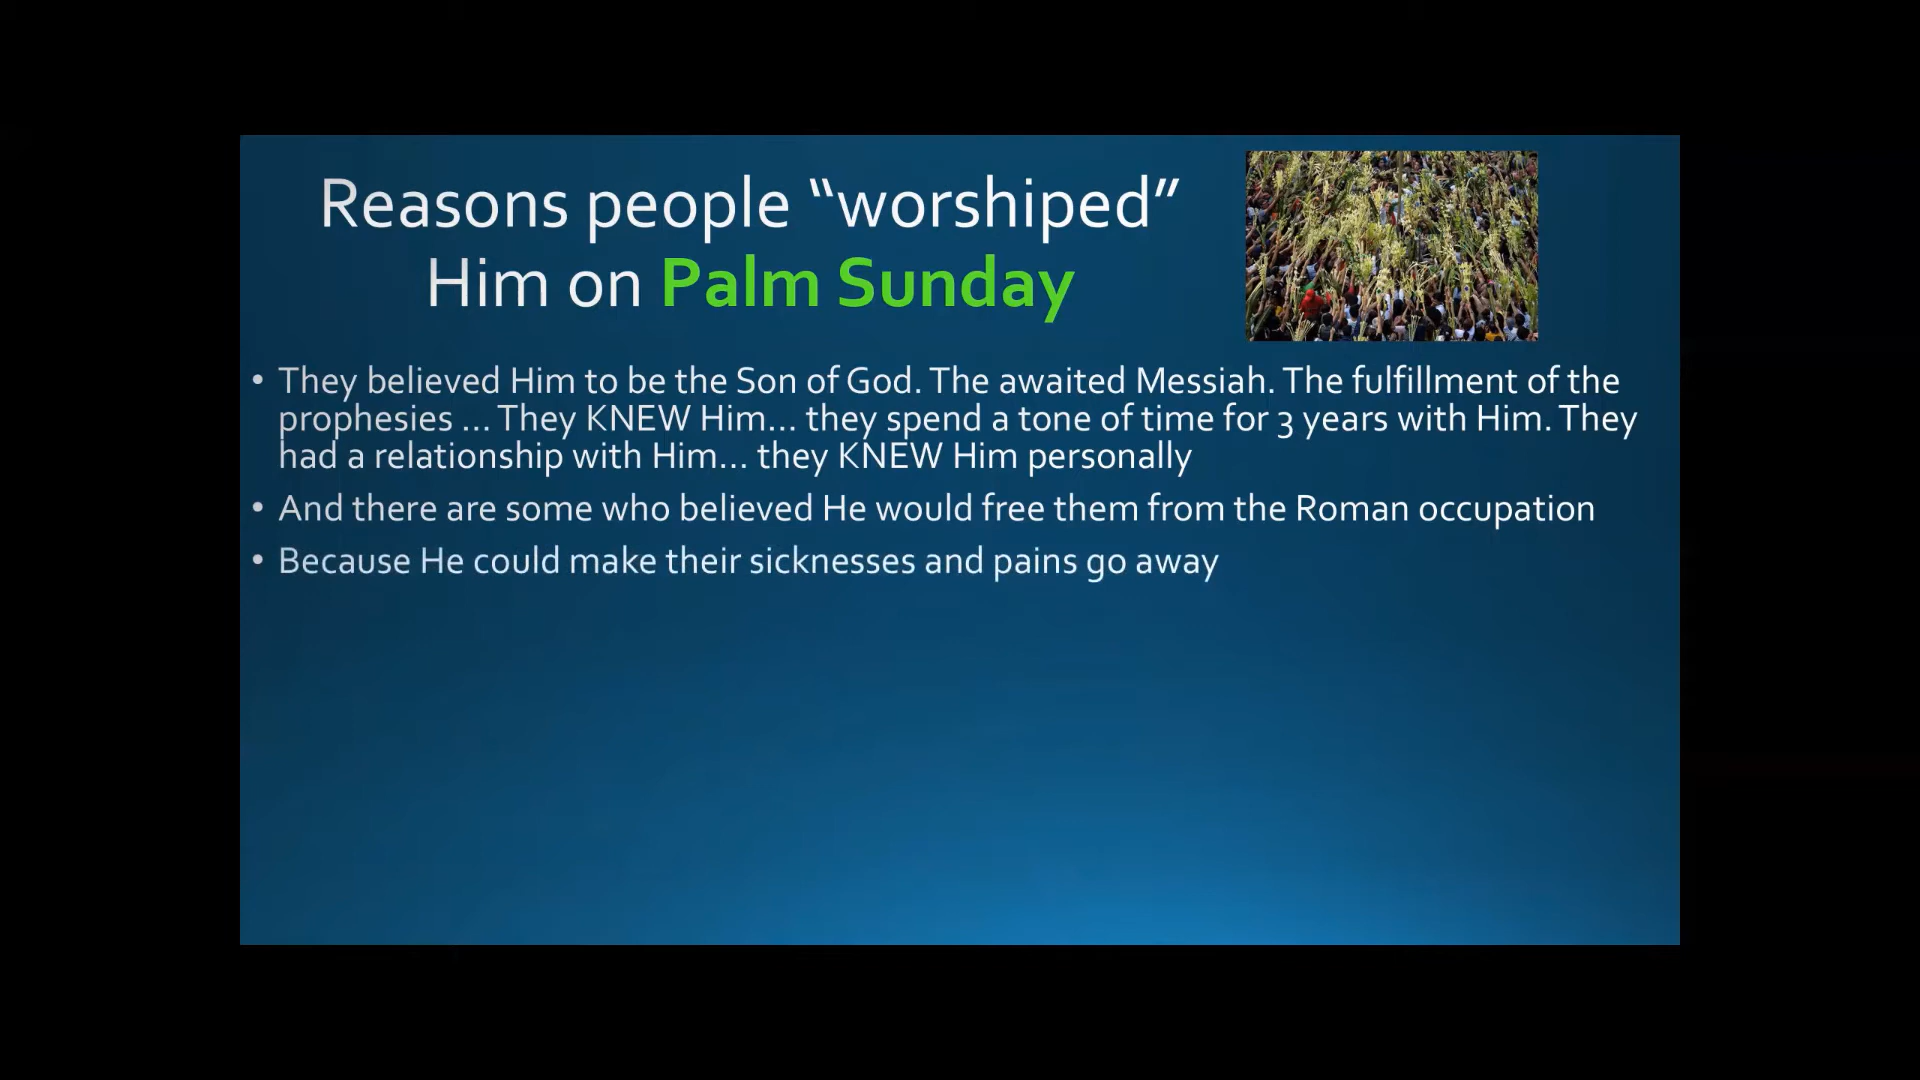 Reasons people “worshiped”
Him on Palm Sunday
• They believed Him to be the Son of God. The awaited Messiah. The fulfillment of the
prophesies ... They KNEW Him... they spend a tone of time for 3 years with Him. They
had a relationship with Him... they KNEW Him personally
• And there are some who believed He would free them from the Roman occupation
• Because He could make their sicknesses and pains go away